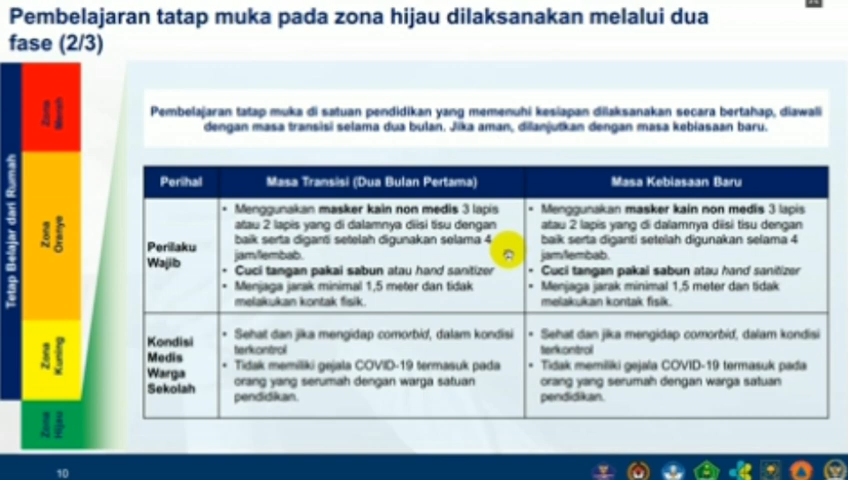 Pembelajaran tatap muka pada zona hijau dilaksanakan melalui dua
fase (2/3)
Tetap Belajar dari Rumah
Zona
Merah
Zona
Oranye
Zona
Kuning
Zona
Hijau
Pembelajaran tatap muka di satuan pendidikan yang memenuhi kesiapan dilaksanakan secara bertahap, diawali
dengan masa transisi selama dua bulan. Jika aman, dilanjutkan dengan masa kebiasaan baru.
Perihal
Masa Transisi (Dua Bulan Pertama)
Masa Kebiasaan Baru
Perilaku
Wajib
• Menggunakan masker kain non medis 3 lapis
atau 2 lapis yang di dalamnya diisi tisu dengan
baik serta diganti setelah digunakan selama 4
jam/lembab.
• Cuci tangan pakai sabun atau hand sanitizer
• Menjaga jarak minimal 1,5 meter dan tidak
melakukan kontak fisik.
• Menggunakan masker kain non medis 3 lapis
atau 2 lapis yang di dalamnya diisi tisu dengan
baik serta diganti setelah digunakan selama 4
jam/lembab.
• Cuci tangan pakai sabun atau hand sanitizer
• Menjaga jarak minimal 1,5 meter dan tidak
melakukan kontak fisik.
Kondisi
Medis
Warga
Sekolah
• Sehat dan jika mengidap comorbid, dalam kondisi
terkontrol
• Tidak memiliki gejala COVID-19 termasuk pada
orang yang serumah dengan warga satuan
pendidikan.
• Sehat dan jika mengidap comorbid, dalam kondisi
terkontrol
• Tidak memiliki gejala COVID-19 termasuk pada
orang yang serumah dengan warga satuan
pendidikan.
10